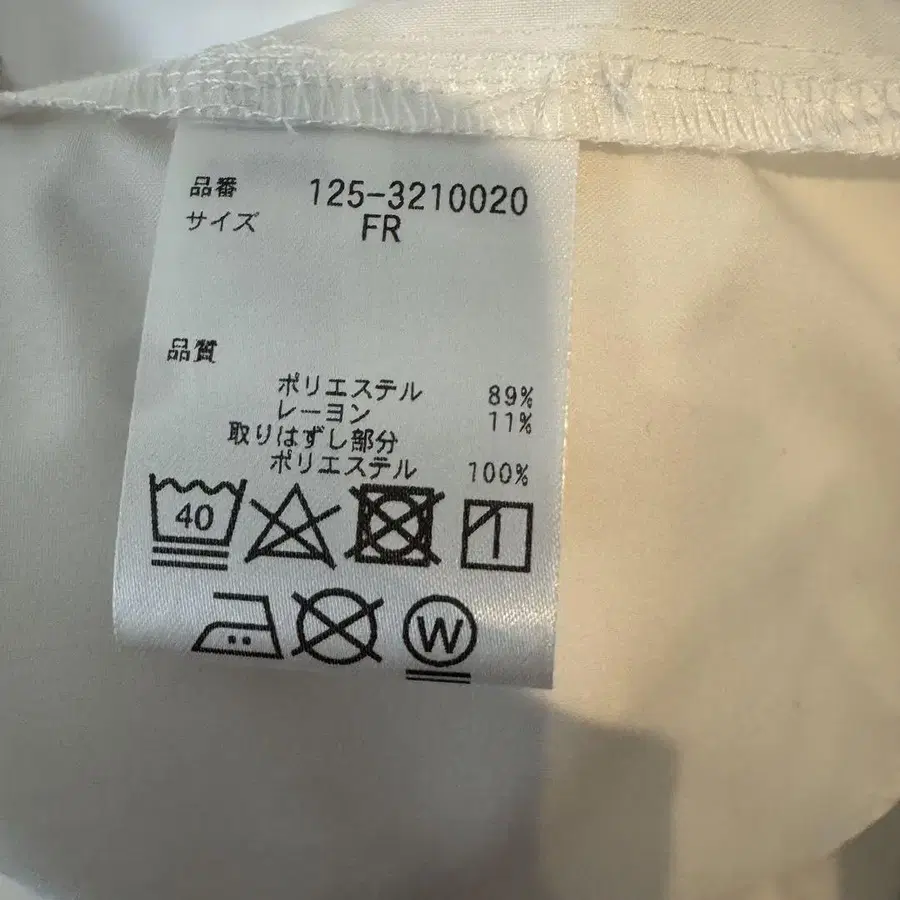 品番 125-3210020
サイズ FR
品質
ポリエステル 89%
レーヨン 11%
取りはずし部分
ポリエステル 100%
40
W